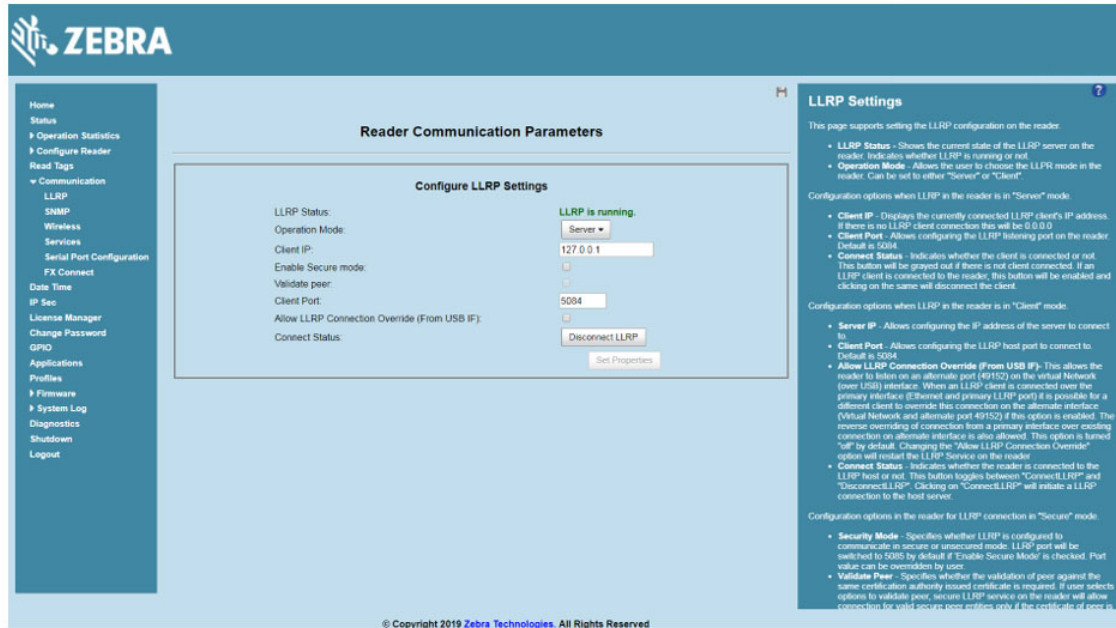 ZEBRA
Home
Status
Operation Statistics
Configure Reader
Read Tags
Communication
LLRP
SNMP
Wireless
Services
Serial Port Configuration
FX Connect
Date Time
IP Sec
License Manager
Change Password
GPIO
Applications
Profiles
Firmware
System Log
Diagnostics
Shutdown
Logout
Reader Communication Parameters
Configure LLRP Settings
LLRP Status: LLRP is running.
Operation Mode: Server
Client IP: 127.0.0.1
Enable Secure mode:
Validate peer:
Client Port: 5084
Allow LLRP Connection Override (From USB IF):
Connect Status: Disconnect LLRP
Set Properties
?
LLRP Settings
This page supports setting the LLRP configuration on the reader.
• LLRP Status - Shows the current state of the LLRP server on the
reader. Indicates whether LLRP is running or not.
• Operation Mode - Allows the user to choose the LLPR mode in the
reader. Can be set to either "Server" or "Client".
Configuration options when LLRP in the reader is in "Server" mode.
• Client IP - Displays the currently connected LLRP client's IP address.
If there is no LLRP client connection this will be 0.0.0.0
• Client Port - Allows configuring the LLRP listening port on the reader.
Default is 5084.
• Connect Status - Indicates whether the client is connected or not.
This button will be grayed out if there is not client connected. If an
LLRP client is connected to the reader, this button will be enabled and
clicking on the same will disconnect the client.
Configuration options when LLRP in the reader is in "Client" mode.
• Server IP - Allows configuring the IP address of the server to connect
to.
• Client Port - Allows configuring the LLRP host port to connect to.
Default is 5084.
• Allow LLRP Connection Override (From USB IF)- This allows the
reader to listen on an alternate port (49152) on the virtual Network
(over USB) interface. When an LLRP client is connected over the
primary interface (Ethernet and primary LLRP port) it is possible for a
different client to override this connection on the alternate interface
(Virtual Network and alternate port 49152) if this option is enabled. The
reverse overriding of connection from a primary interface over existing
connection on alternate interface is also allowed. This option is turned
"off" by default. Changing the "Allow LLRP Connection Override"
option will restart the LLRP Service on the reader
• Connect Status - Indicates whether the reader is connected to the
LLRP host or not. This button toggles between "ConnectLLRP" and
"DisconnectLLRP". Clicking on "ConnectLLRP" will initiate a LLRP
connection to the host server.
Configuration options in the reader for LLRP connection in "Secure" mode.
• Security Mode - Specifies whether LLRP is configured to
communicate in secure or unsecured mode. LLRP port will be
switched to 5085 by default if 'Enable Secure Mode' is checked. Port
value can be overridden by user.
• Validate Peer - Specifies whether the validation of peer against the
same certification authority issued certificate is required. If user selects
options to validate peer, secure LLRP service on the reader will allow
connection for valid secure peer entities only if the certificate of peer is
© Copyright 2019 Zebra Technologies. All Rights Reserved